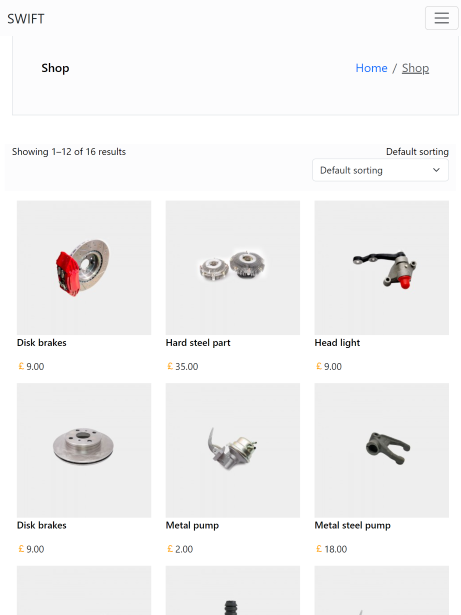 SWIFT
Shop
Home / Shop
Showing 1–12 of 16 results
Default sorting
Default sorting
Disk brakes
Hard steel part
Head light
£ 9.00
£ 35.00
£ 9.00
Disk brakes
Metal pump
Metal steel pump
£ 9.00
£ 2.00
£ 18.00